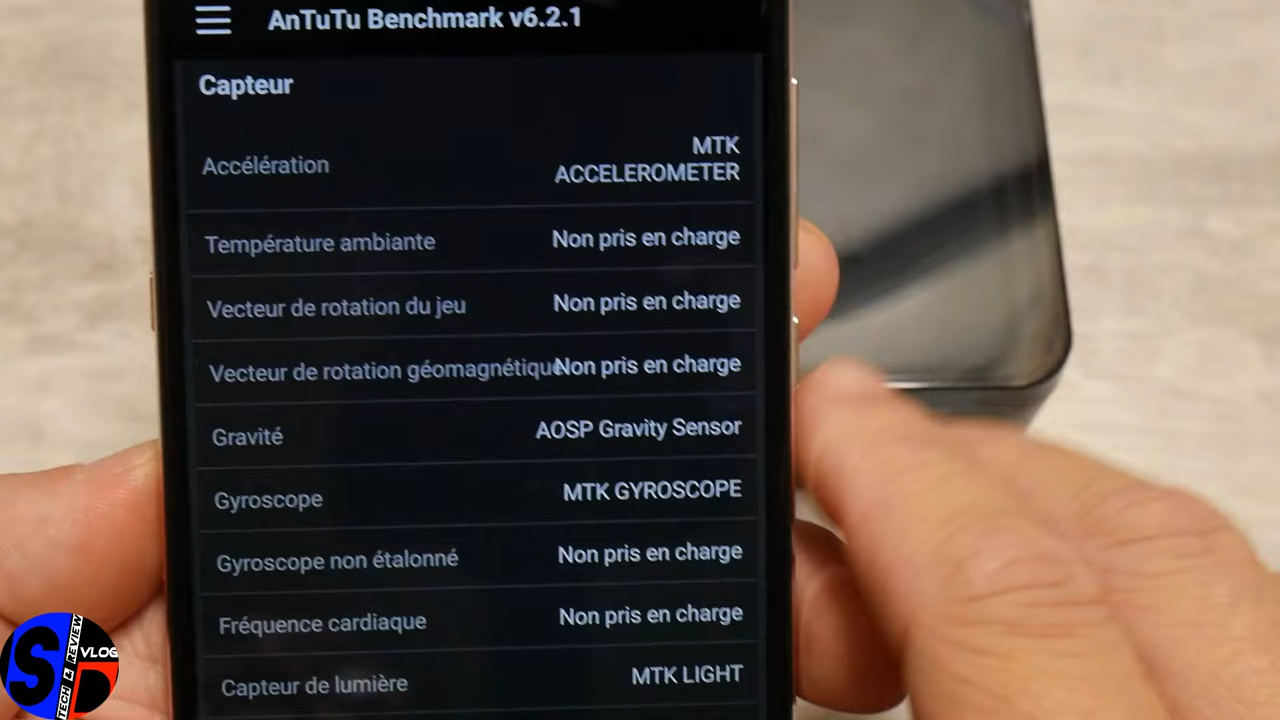 AnTuTu Benchmark v6.2.1
Capteur
Accélération
MTK
ACCELEROMETER
Température ambiante Non pris en charge
Vecteur de rotation du jeu Non pris en charge
Vecteur de rotation géomagnétique Non pris en charge
Gravité AOSP Gravity Sensor
Gyroscope MTK GYROSCOPE
Gyroscope non étalonné Non pris en charge
Fréquence cardiaque Non pris en charge
Capteur de lumière MTK LIGHT
SD
TECH & REVIEW
VLOG